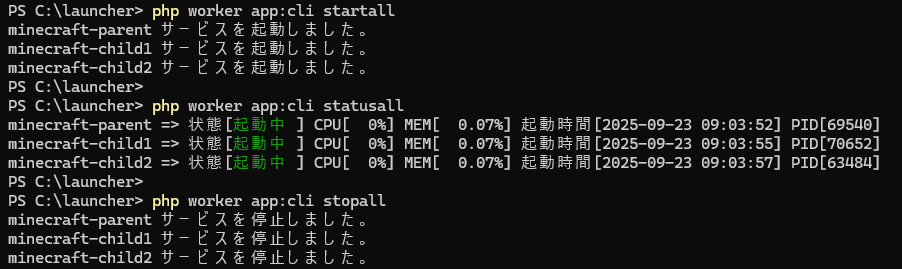 PS C:\launcher> php worker app:cli startall
minecraft-parent サービスを起動しました。
minecraft-child1 サービスを起動しました。
minecraft-child2 サービスを起動しました。
PS C:\launcher>
PS C:\launcher> php worker app:cli statusall
minecraft-parent => 状態[起動中 ] CPU[  0%] MEM[  0.07%] 起動時間[2025-09-23 09:03:52] PID[69540]
minecraft-child1 => 状態[起動中 ] CPU[  0%] MEM[  0.07%] 起動時間[2025-09-23 09:03:55] PID[70652]
minecraft-child2 => 状態[起動中 ] CPU[  0%] MEM[  0.07%] 起動時間[2025-09-23 09:03:57] PID[63484]
PS C:\launcher>
PS C:\launcher> php worker app:cli stopall
minecraft-parent サービスを停止しました。
minecraft-child1 サービスを停止しました。
minecraft-child2 サービスを停止しました。